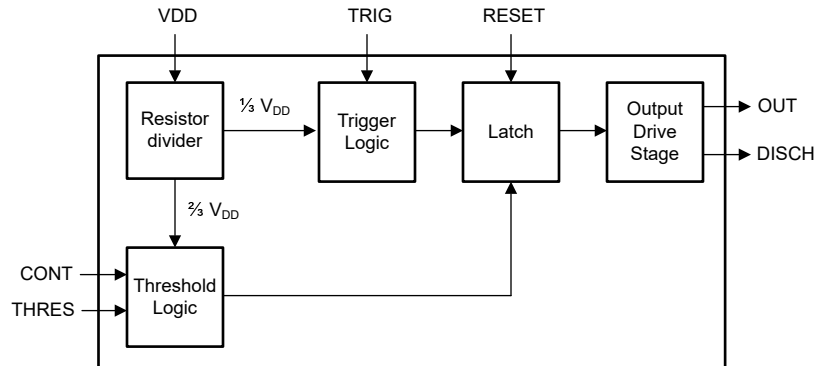 VDD TRIG RESET
Resistor
divider
⅓ VDD
Trigger
Logic
Latch
Output
Drive
Stage
OUT
DISCH
⅔ VDD
CONT
THRES
Threshold
Logic